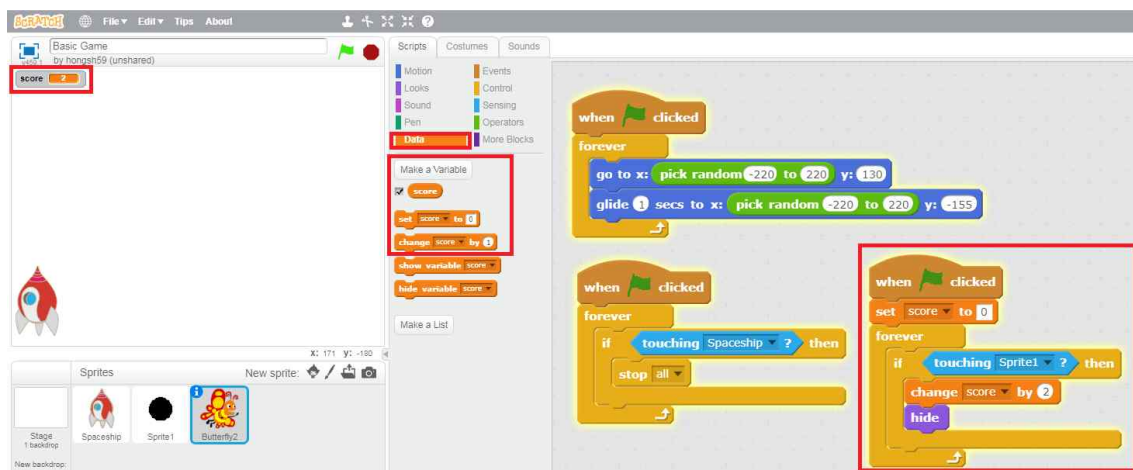 SCRATCH File▼ Edit▼ Tips About
Basic Game
by hongsh59 (unshared)
score 2
X: 171 y: -180
Sprites New sprite:
Stage
1 backdrop
New backdrop:
Spaceship
Sprite1
Butterfly2
Scripts Costumes Sounds
Motion Events
Looks Control
Sound Sensing
Pen Operators
Data More Blocks
Make a Variable
score
set score to 0
change score by 1
show variable score
hide variable score
Make a List
when clicked
forever
go to x: pick random -220 to 220 y: 130
glide 1 secs to x: pick random -220 to 220 y: -155
when clicked
forever
if touching Spaceship ? then
stop all
when clicked
set score to 0
forever
if touching Sprite1 ? then
change score by 2
hide